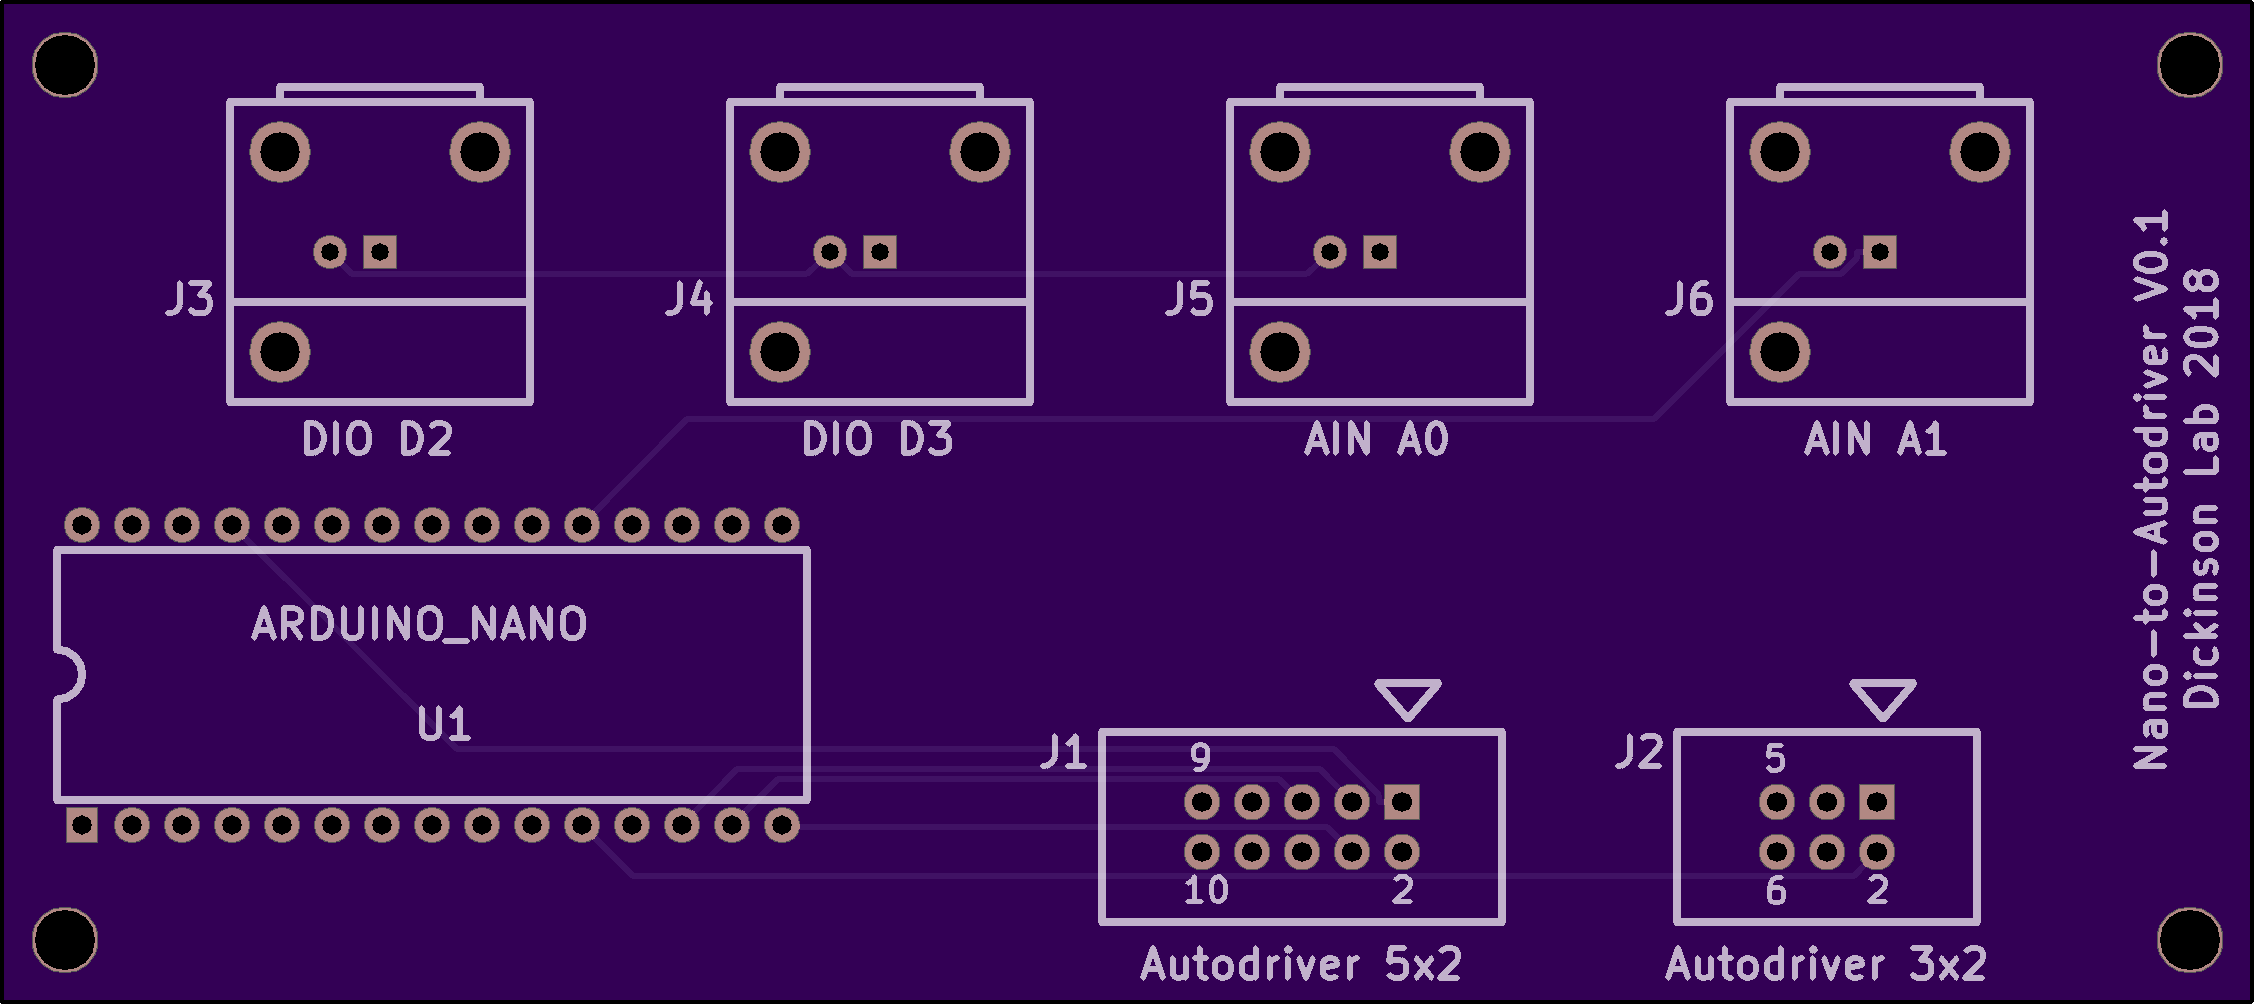 J3
J4
J5
J6
DIO D2
DIO D3
AIN A0
AIN A1
Nano-to-Autodriver V0.1
Dickinson Lab 2018
ARDUINO_NANO
U1
J1
9
10
2
Autodriver 5x2
J2
5
6
2
Autodriver 3x2